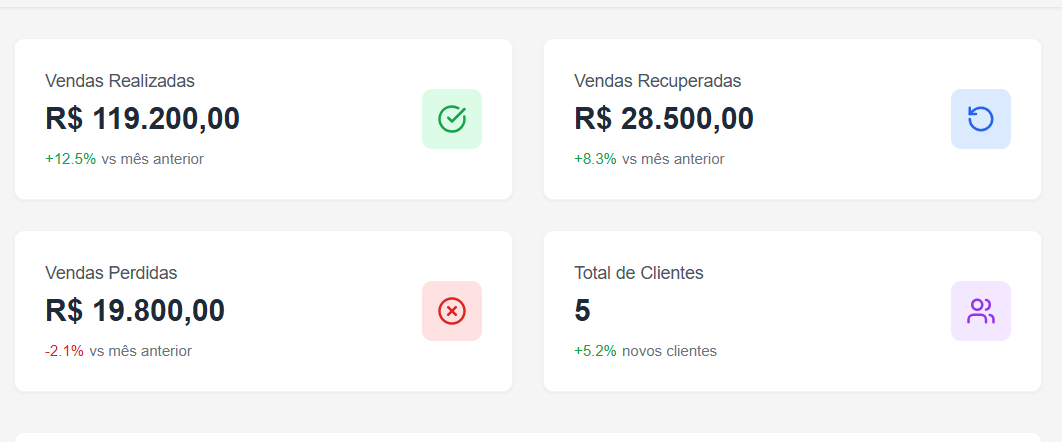 Vendas Realizadas
R$ 119.200,00
+12.5% vs mês anterior
Vendas Recuperadas
R$ 28.500,00
+8.3% vs mês anterior
Vendas Perdidas
R$ 19.800,00
-2.1% vs mês anterior
Total de Clientes
5
+5.2% novos clientes